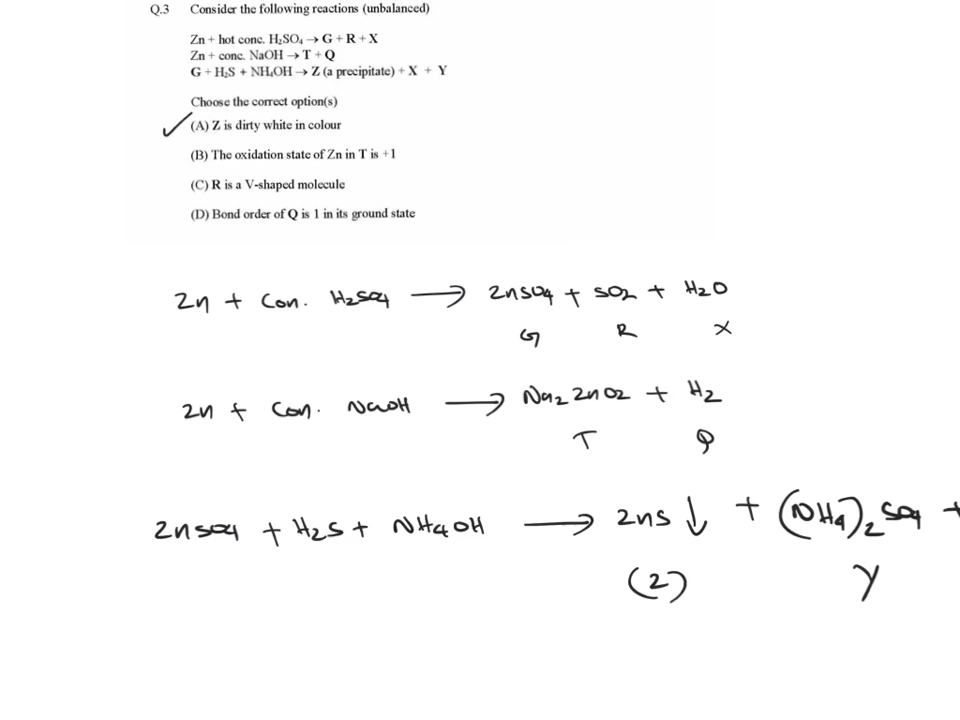 Q.3 Consider the following reactions (unbalanced)
Zn + hot conc. H₂SO₄ → G + R + X
Zn + conc. NaOH → T + Q
G + H₂S + NH₄OH → Z (a precipitate) + X + Y
Choose the correct option(s)
(A) Z is dirty white in colour
(B) The oxidation state of Zn in T is +1
(C) R is a V-shaped molecule
(D) Bond order of Q is 1 in its ground state
Zn + Con. H₂SO₄ → ZnSO₄ + SO₂ + H₂O
G R X
Zn + Con. NaOH → Na₂ZnO₂ + H₂
T Q
ZnSO₄ + H₂S + NH₄OH → ZnS ↓ + (NH₄)₂SO₄ +
(Z) Y